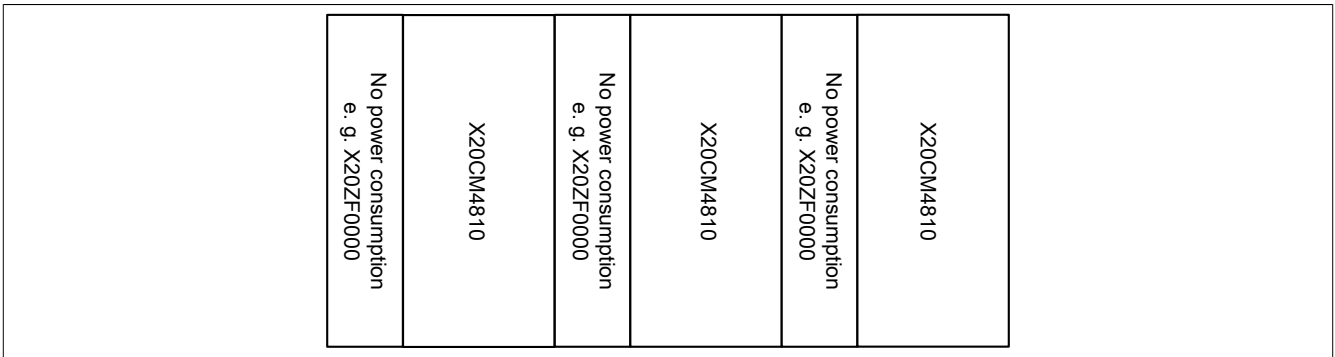 No power consumption
e. g. X20ZF0000
X20CM4810
No power consumption
e. g. X20ZF0000
X20CM4810
No power consumption
e. g. X20ZF0000
X20CM4810